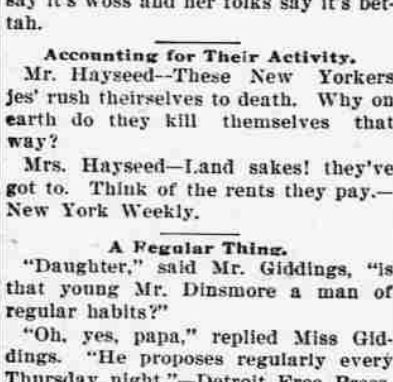 say it's woss and her folks say it's bet-
tah.
Accounting for Their Activity.
Mr. Hayseed--These New Yorkers
jes' rush theirselves to death. Why on
earth do they kill themselves that
way?
Mrs. Hayseed—Land sakes! they've
got to. Think of the rents they pay.—
New York Weekly.
A Regular Thing.
"Daughter," said Mr. Giddings, "is
that young Mr. Dinsmore a man of
regular habits?"
"Oh, yes, papa," replied Miss Gid-
dings. "He proposes regularly every
Thursday night."—Detroit Free Press.